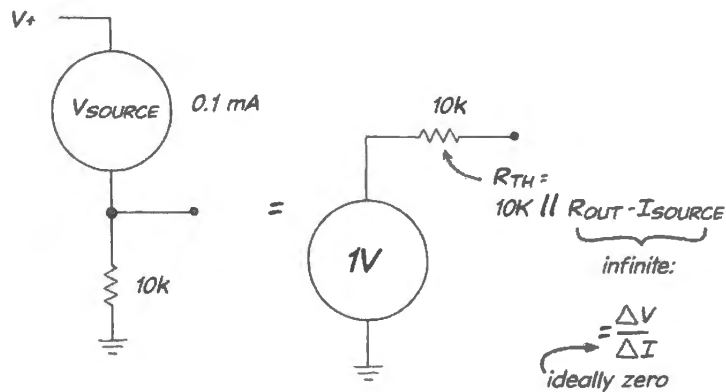 V+
VSOURCE
0.1 mA
10k
=
10k
RTH =
10K // ROUT - ISOURCE
infinite:
1V
= ΔV
ΔI
ideally zero